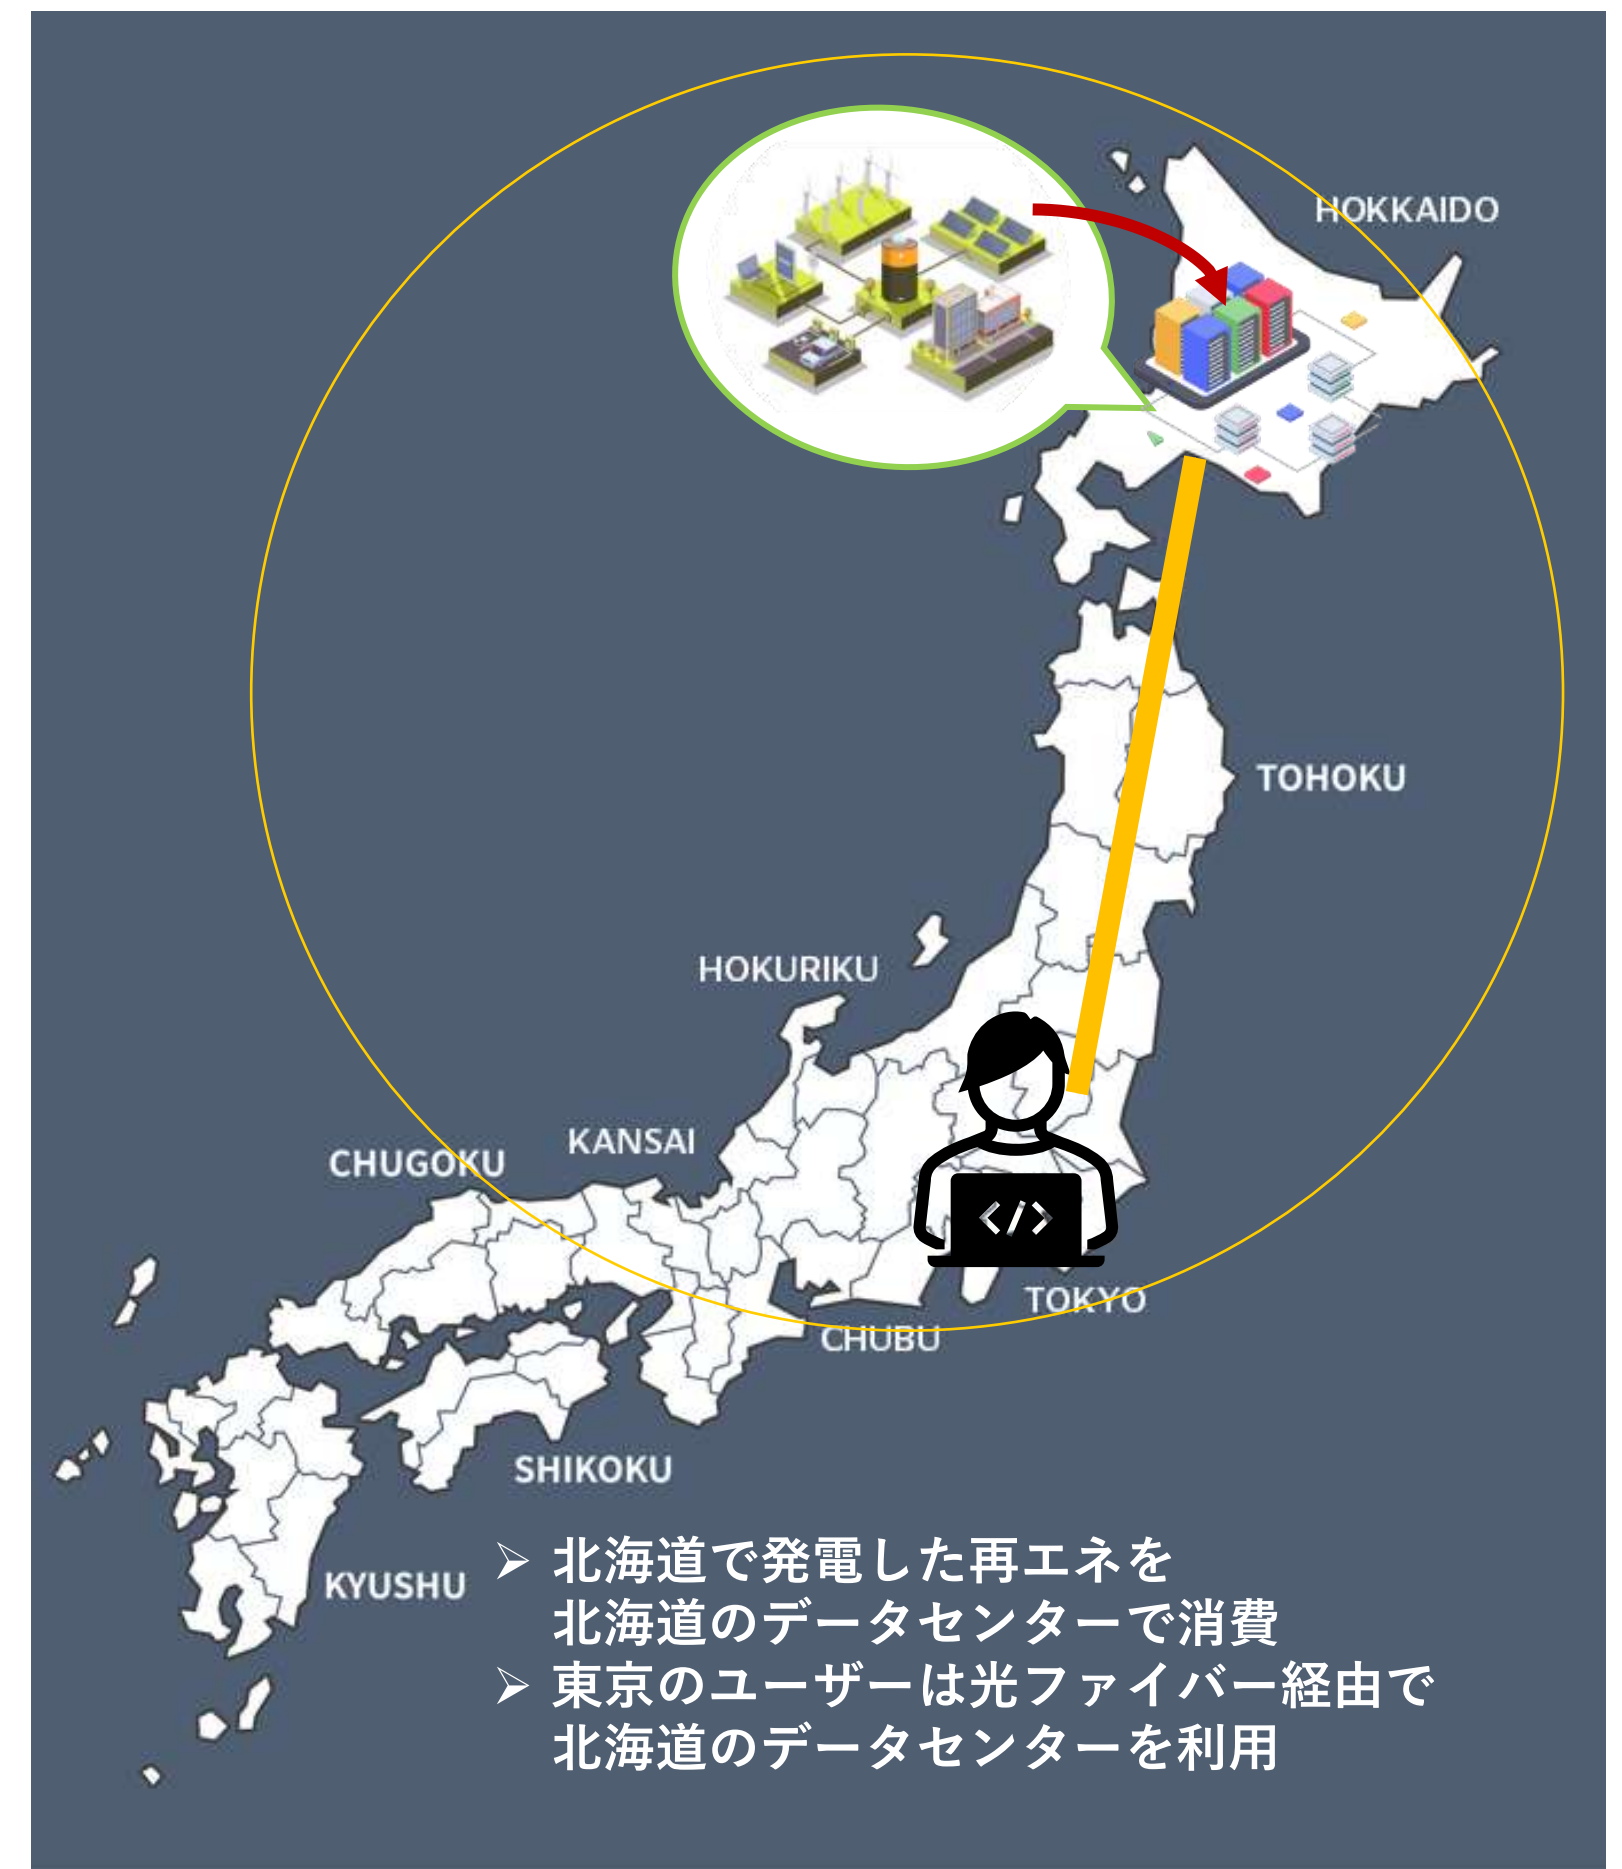 HOKKAIDO
TOHOKU
HOKURIKU
KANSAI
CHUGOKU
</>
TOKYO
CHUBU
SHIKOKU
KYUSHU
➢ 北海道で発電した再エネを
北海道のデータセンターで消費
➢ 東京のユーザーは光ファイバー経由で
北海道のデータセンターを利用